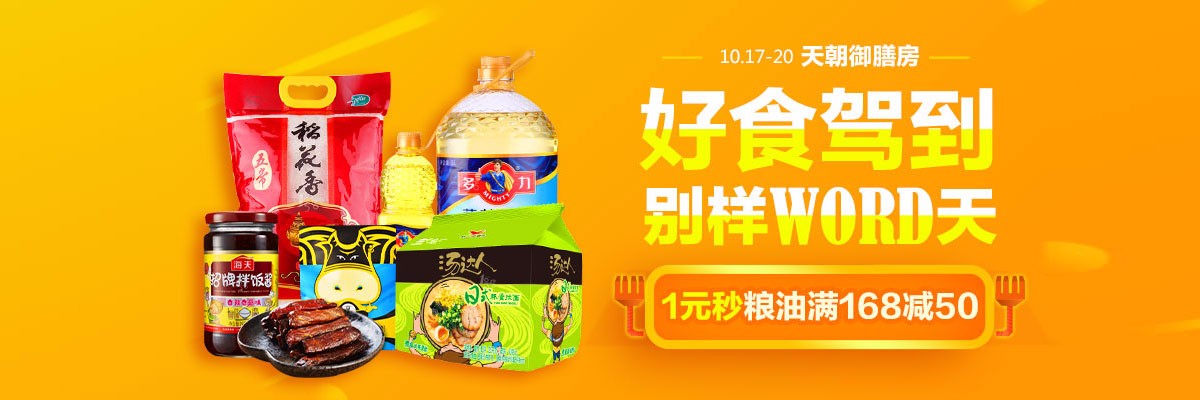 10.17-20 天朝御膳房
好食驾到
别样WORD天
1元秒粮油满168减50
稻花香
五常
多力
MIGHTY
海天
招牌拌饭酱
汤达人
日式豚骨拉面